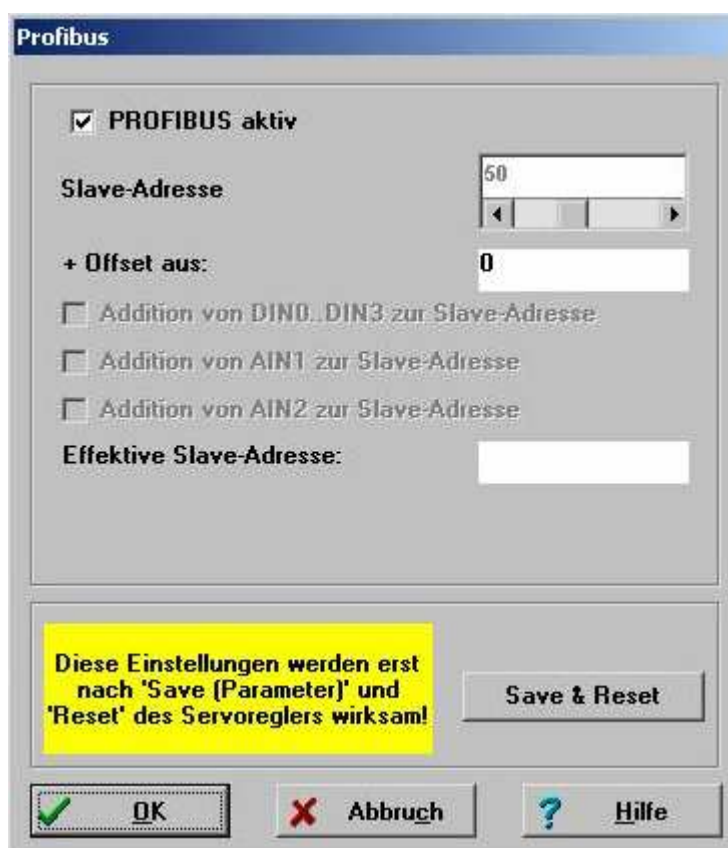 Profibus
PROFIBUS aktiv
Slave-Adresse
50
+ Offset aus:
0
Addition von DIN0..DIN3 zur Slave-Adresse
Addition von AIN1 zur Slave-Adresse
Addition von AIN2 zur Slave-Adresse
Effektive Slave-Adresse:
Diese Einstellungen werden erst
nach 'Save (Parameter)' und
'Reset' des Servoreglers wirksam!
Save & Reset
OK
Abbruch
Hilfe